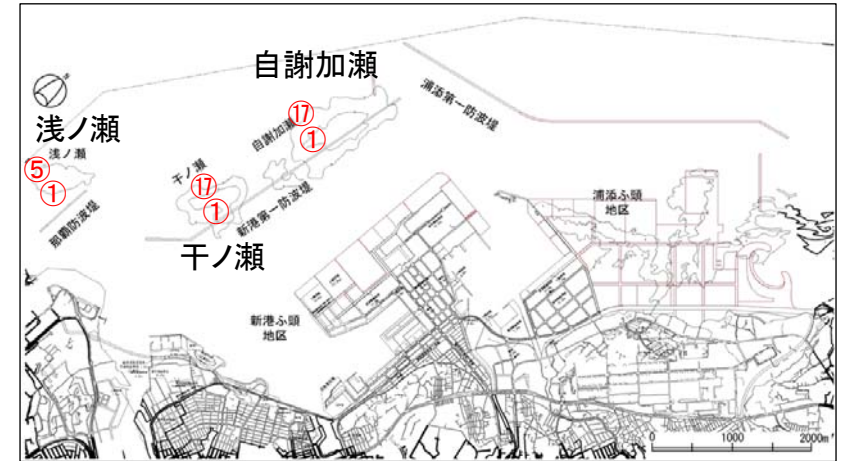 自謝加瀬
浅ノ瀬
浅ノ瀬
⑤
①
那覇防波堤
干ノ瀬
⑰
①
干ノ瀬
自謝加瀬
⑰
①
新港第一防波堤
浦添第一防波堤
浦添ふ頭
地区
新港ふ頭
地区
0 1000 2000m